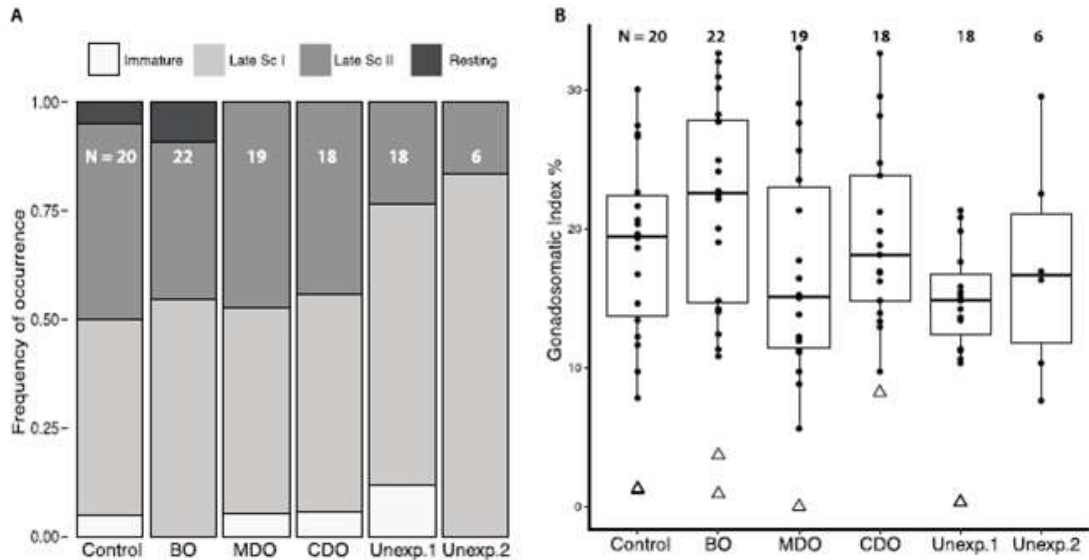 A
Immature Late Sc I Late Sc II Resting
Frequency of occurrence
1.00
0.75
0.50
0.25
0.00
N = 20 22 19 18 18 6
Control BO MDO CDO Unexp.1 Unexp.2
B
N = 20 22 19 18 18 6
Gonadosomatic Index %
30
20
10
0
Control BO MDO CDO Unexp.1 Unexp.2